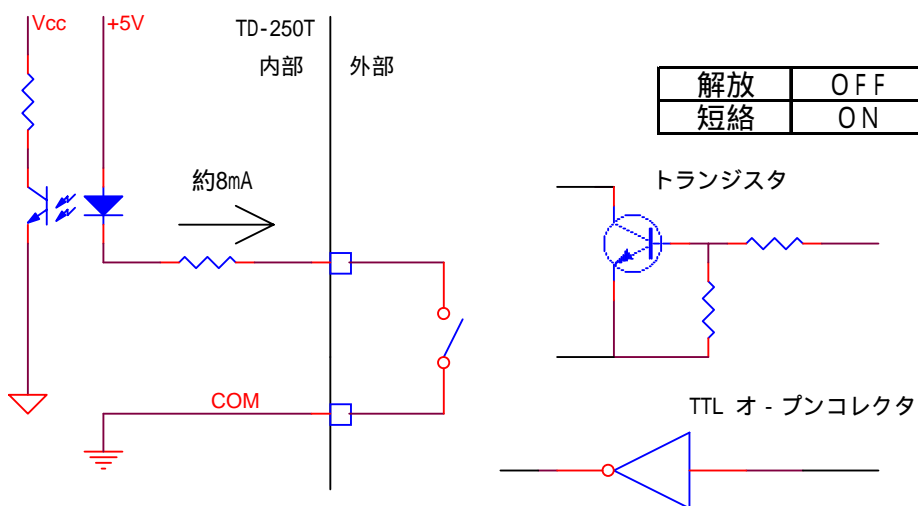 Vcc
+5V
TD-250T
内部
外部
解放 OFF
短絡 ON
約8mA
トランジスタ
COM
TTL オ-プンコレクタ